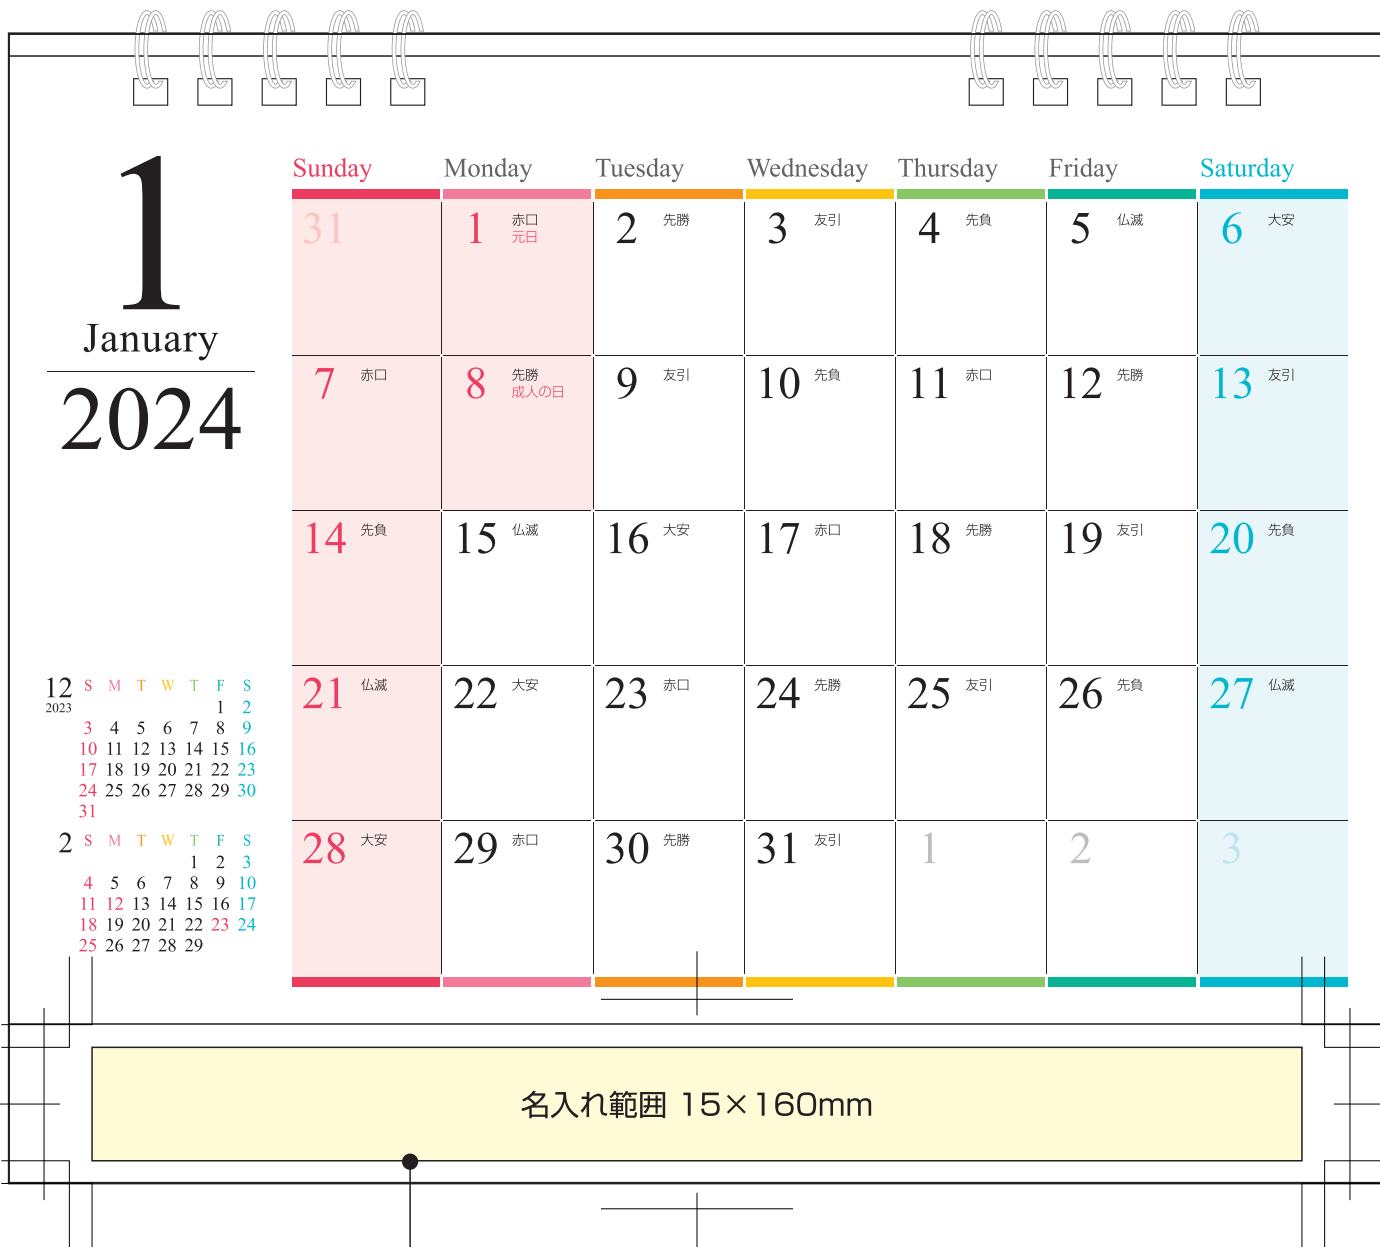 1
January
2024
Sunday Monday Tuesday Wednesday Thursday Friday Saturday
31 1 赤口 2 先勝 3 友引 4 先負 5 仏滅 6 大安
元日
7 赤口 8 先勝 9 友引 10 先負 11 赤口 12 先勝 13 友引
成人の日
14 先負 15 仏滅 16 大安 17 赤口 18 先勝 19 友引 20 先負
21 仏滅 22 大安 23 赤口 24 先勝 25 友引 26 先負 27 仏滅
28 大安 29 赤口 30 先勝 31 友引 1 2 3
12 S M T W T F S
2023 1 2
3 4 5 6 7 8 9
10 11 12 13 14 15 16
17 18 19 20 21 22 23
24 25 26 27 28 29 30
31
2 S M T W T F S
1 2 3
4 5 6 7 8 9 10
11 12 13 14 15 16 17
18 19 20 21 22 23 24
25 26 27 28 29
名入れ範囲 15×160mm